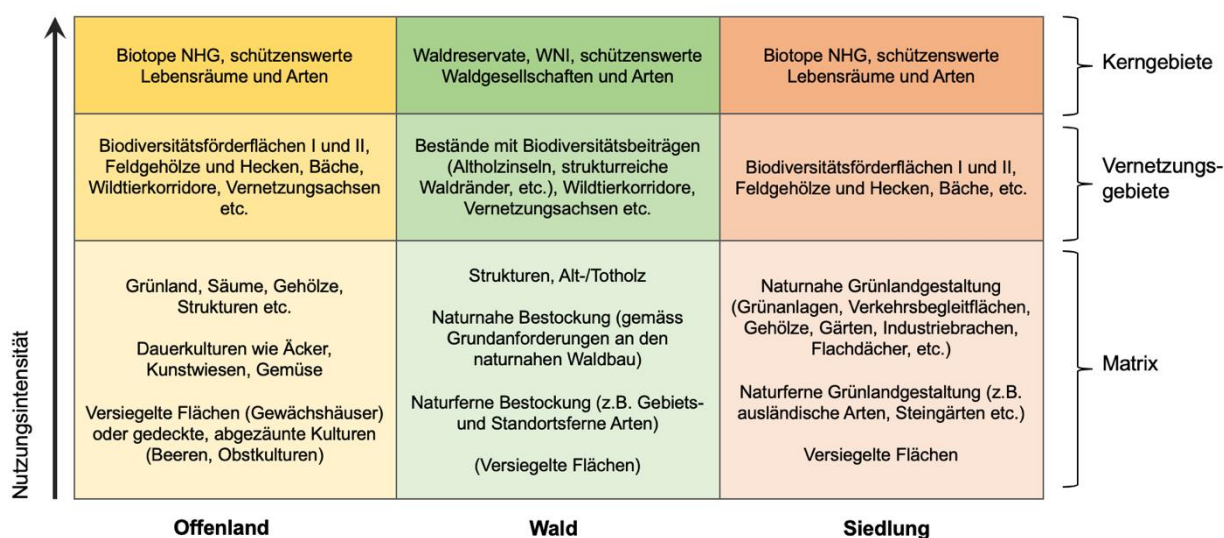 Nutzungsintensität
Biotope NHG, schützenswerte
Lebensräume und Arten
Waldreservate, WNI, schützenswerte
Waldgesellschaften und Arten
Biotope NHG, schützenswerte
Lebensräume und Arten
Kerngebiete
Biodiversitätsförderflächen I und II,
Feldgehölze und Hecken, Bäche,
Wildtierkorridore, Vernetzungsachsen
etc.
Bestände mit Biodiversitätsbeiträgen
(Altholzinseln, strukturreiche
Waldränder, etc.), Wildtierkorridore,
Vernetzungsachsen etc.
Biodiversitätsförderflächen I und II,
Feldgehölze und Hecken, Bäche, etc.
Vernetzungs-
gebiete
Grünland, Säume, Gehölze,
Strukturen etc.
Dauerkulturen wie Äcker,
Kunstwiesen, Gemüse
Versiegelte Flächen (Gewächshäuser)
oder gedeckte, abgezäunte Kulturen
(Beeren, Obstkulturen)
Strukturen, Alt-/Totholz
Naturnahe Bestockung (gemäss
Grundanforderungen an den
naturnahen Waldbau)
Naturferne Bestockung (z.B. Gebiets-
und Standortsferne Arten)
(Versiegelte Flächen)
Naturnahe Grünlandgestaltung
(Grünanlagen, Verkehrsbegleitflächen,
Gehölze, Gärten, Industriebrachen,
Flachdächer, etc.)
Naturferne Grünlandgestaltung (z.B.
ausländische Arten, Steingärten etc.)
Versiegelte Flächen
Matrix
Offenland
Wald
Siedlung